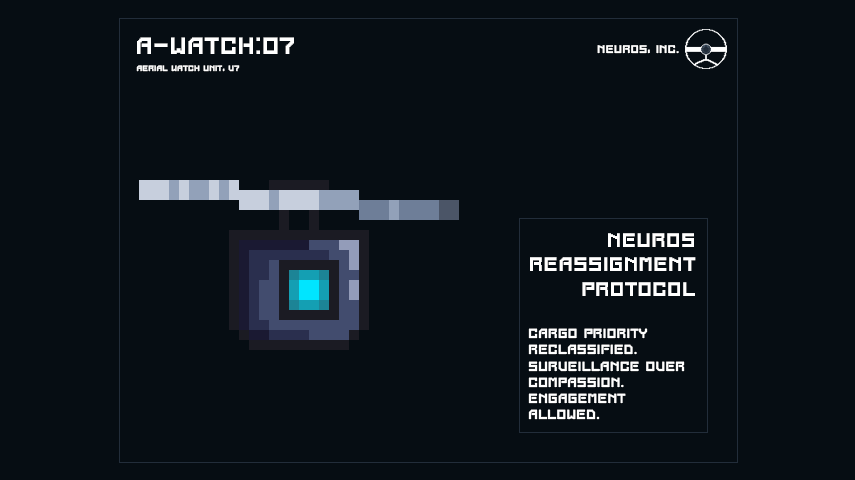 A-WATCH:07
AERIAL WATCH UNIT. V7
NEUROS, INC.
NEUROS
REASSIGNMENT
PROTOCOL
CARGO PRIORITY
RECLASSIFIED.
SURVEILLANCE OVER
COMPASSION.
ENGAGEMENT
ALLOWED.